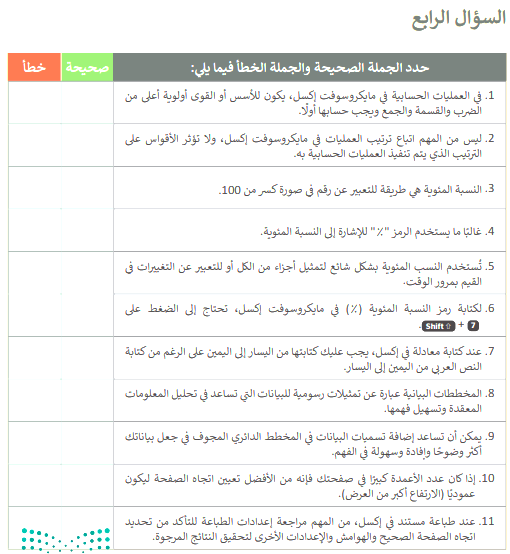 السؤال الرابع
حدد الجملة الصحيحة والجملة الخطأ فيما يلي: صحيحة خطأ
1. في العمليات الحسابية في مايكروسوفت إكسل، يكون للأسس أو القوى أولوية أعلى من
الضرب والقسمة والجمع ويجب حسابها أولًا.
2. ليس من المهم اتباع ترتيب العمليات في مايكروسوفت إكسل، ولا تؤثر الأقواس على
الترتيب الذي يتم تنفيذ العمليات الحسابية به.
3. النسبة المئوية هي طريقة للتعبير عن رقم في صورة كسر من 100.
4. غالبًا ما يستخدم الرمز "٪" للإشارة إلى النسبة المئوية.
5. تُستخدم النسب المئوية بشكل شائع لتمثيل أجزاء من الكل أو للتعبير عن التغييرات في
القيم بمرور الوقت.
6. لكتابة رمز النسبة المئوية (٪) في مايكروسوفت إكسل، تحتاج إلى الضغط على
Shift ⇧ + 7.
7. عند كتابة معادلة في إكسل، يجب عليك كتابتها من اليسار إلى اليمين على الرغم من كتابة
النص العربي من اليمين إلى اليسار.
8. المخططات البيانية عبارة عن تمثيلات رسومية للبيانات التي تساعد في تحليل المعلومات
المعقدة وتسهيل فهمها.
9. يمكن أن تساعد إضافة تسميات البيانات في المخطط الدائري المجوف في جعل بياناتك
أكثر وضوحًا وإفادة وسهولة في الفهم.
10. إذا كان عدد الأعمدة كبيرًا في صفحتك فإنه من الأفضل تعيين اتجاه الصفحة ليكون
عموديًا (الارتفاع أكبر من العرض).
11. عند طباعة مستند في إكسل، من المهم مراجعة إعدادات الطباعة للتأكد من تحديد
اتجاه الصفحة الصحيح والهوامش والإعدادات الأخرى لتحقيق النتائج المرجوة.